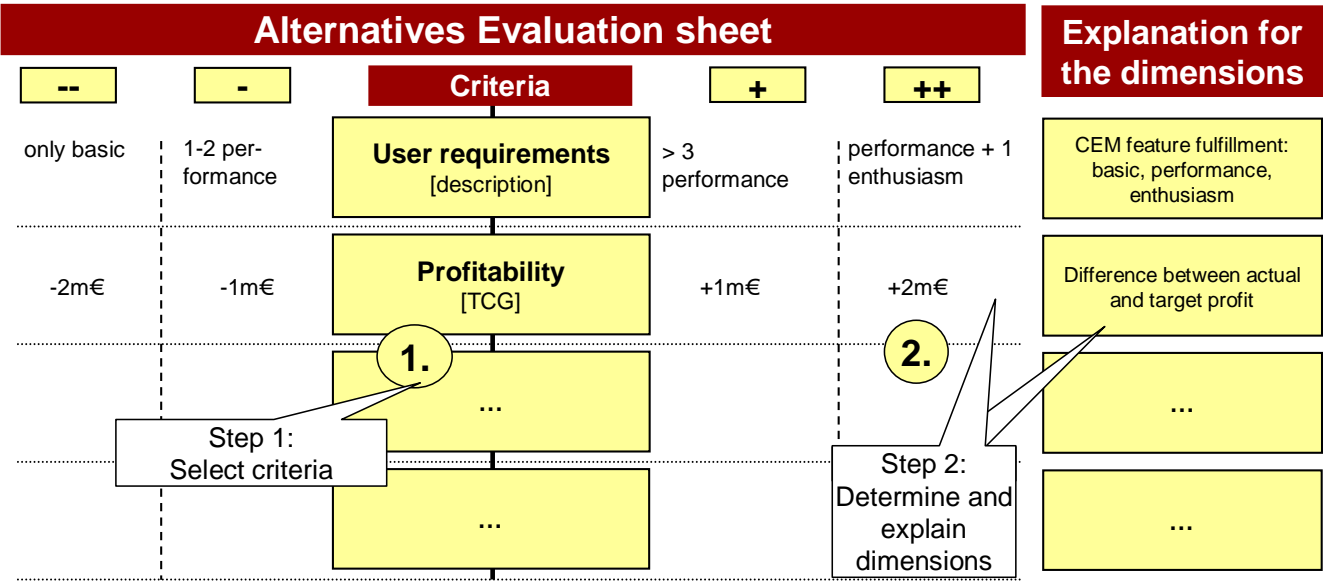 Alternatives Evaluation sheet
Explanation for
the dimensions
--
-
Criteria
+
++
only basic
1-2 per-
formance
User requirements
[description]
> 3
performance
performance + 1
enthusiasm
CEM feature fulfillment:
basic, performance,
enthusiasm
-2m€
-1m€
Profitability
[TCG]
+1m€
+2m€
Difference between actual
and target profit
1.
2.
...
...
Step 1:
Select criteria
Step 2:
Determine and
explain
dimensions
...
...